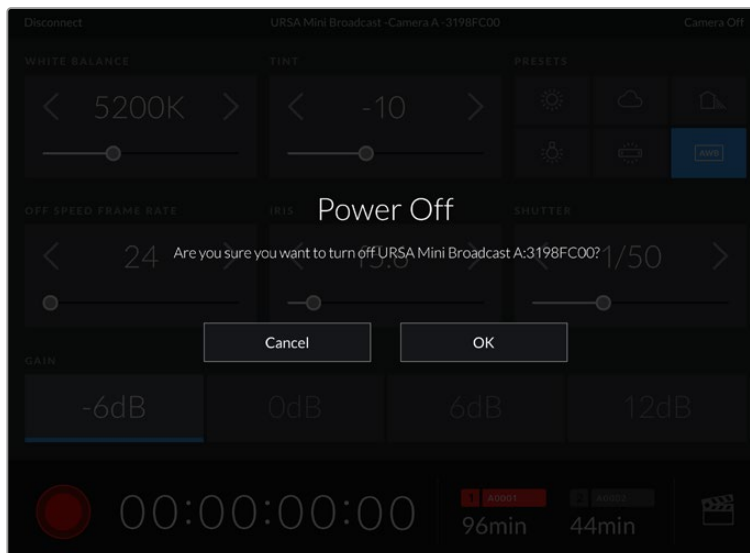 Disconnect URSA Mini Broadcast -Camera A -3198FC00 Camera Off
WHITE BALANCE TINT PRESETS
5200K -10
AWB
Power Off
OFF SPEED FRAME RATE IRIS SHUTTER
Are you sure you want to turn off URSA Mini Broadcast A:3198FC00?
24 1/50
Cancel OK
GAIN
-6dB 0dB 6dB 12dB
00:00:00:00
1 A0001 2
96min 44min